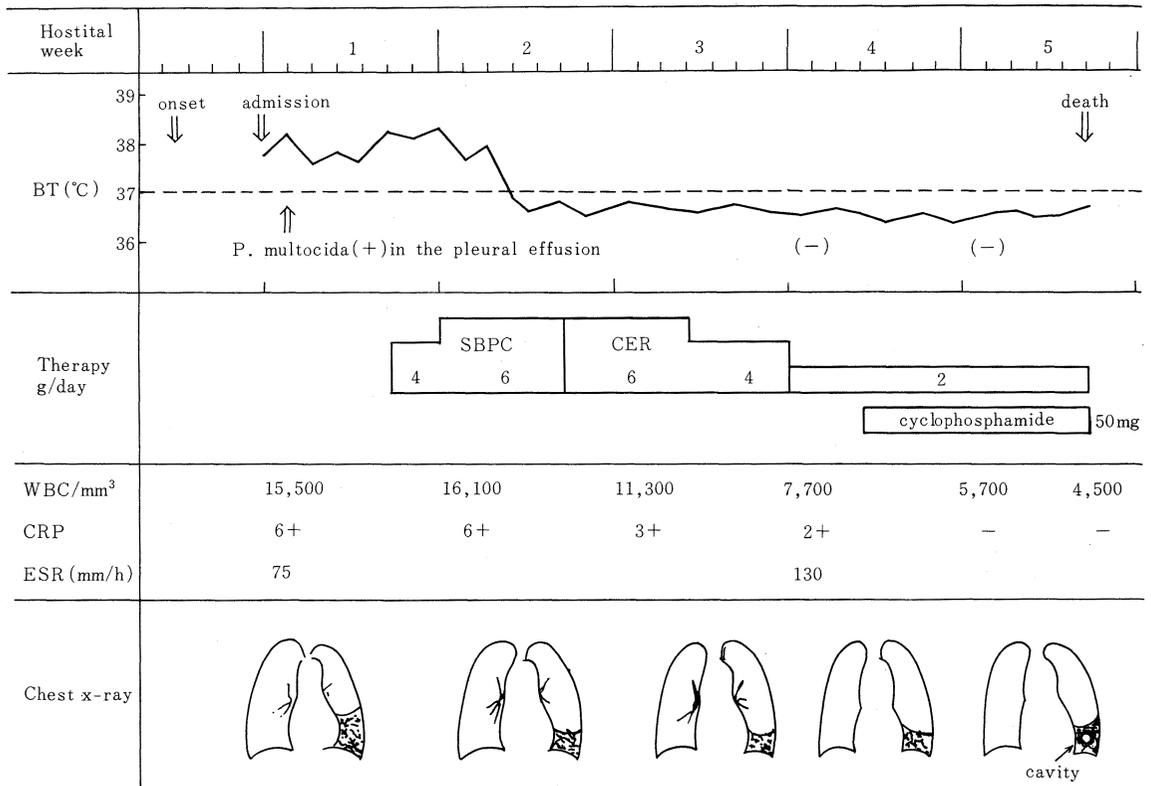 Hostital
week
1 2 3 4 5
39
onset admission death
38
BT (℃) 37
36
P. multocida(+)in the pleural effusion (−) (−)
Therapy
g/day
SBPC CER
4 6 6 4 2
cyclophosphamide 50mg
WBC/mm³ 15,500 16,100 11,300 7,700 5,700 4,500
CRP 6+ 6+ 3+ 2+ − −
ESR(mm/h) 75 130
Chest x-ray
cavity